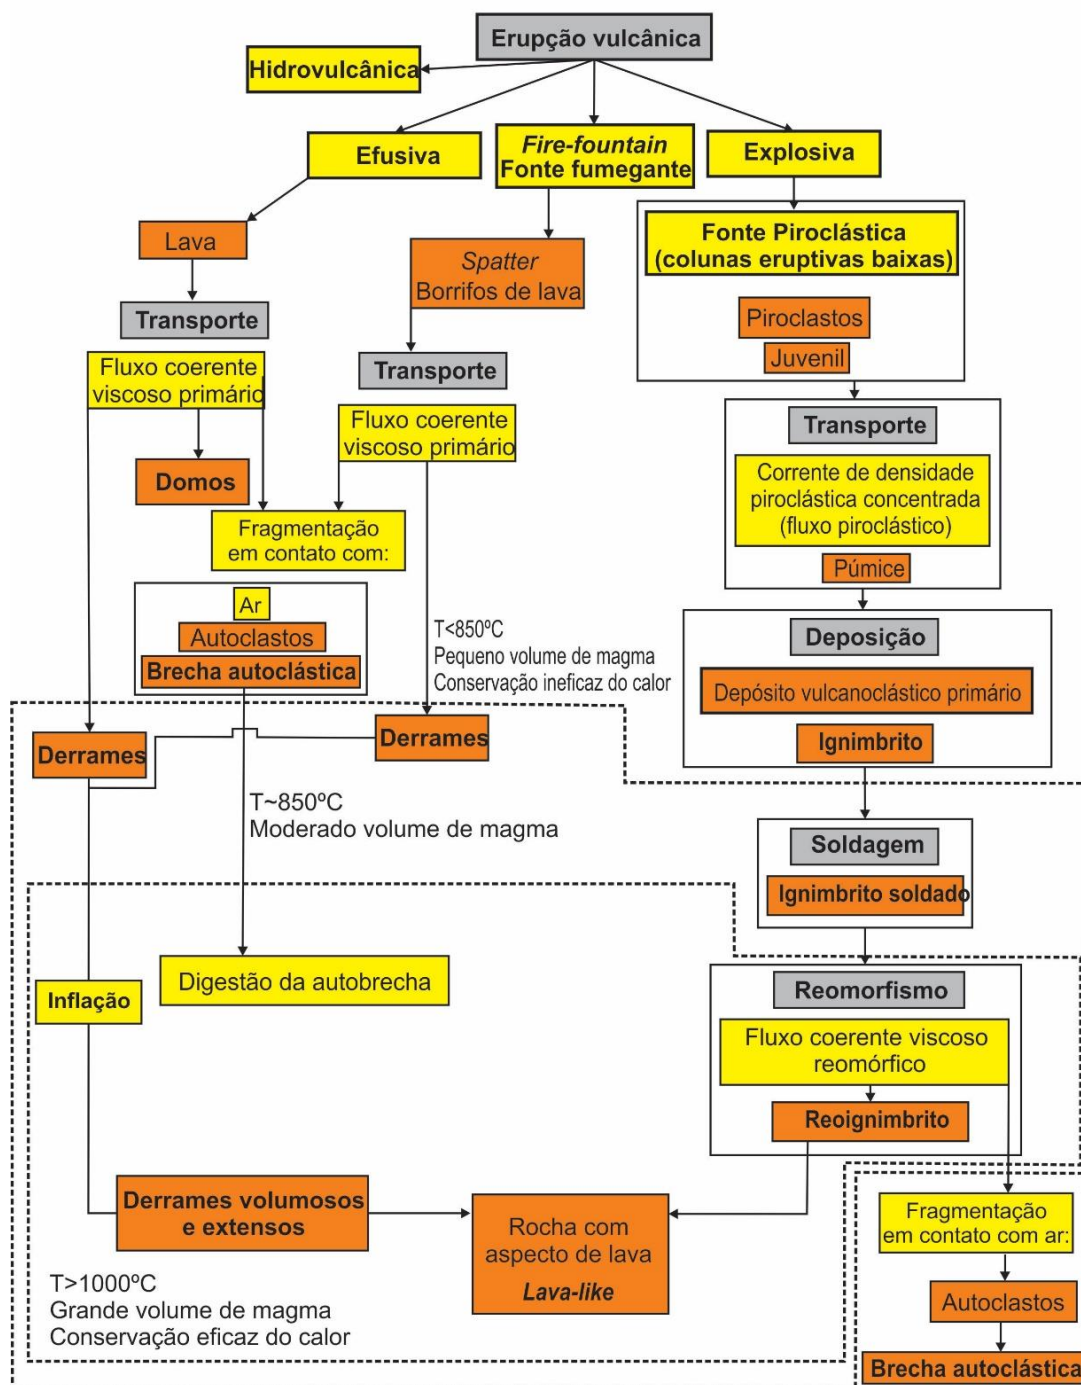 Erupção vulcânica
Hidrovulcânica
Efusiva
Fire-fountain
Fonte fumegante
Explosiva
Lava
Transporte
Fluxo coerente
viscoso primário
Domos
Spatter
Borrifos de lava
Transporte
Fluxo coerente
viscoso primário
Fragmentação
em contato com:
Ar
Autoclastos
Brecha autoclástica
T<850ºC
Pequeno volume de magma
Conservação ineficaz do calor
Fonte Piroclástica
(colunas eruptivas baixas)
Piroclastos
Juvenil
Transporte
Corrente de densidade
piroclástica concentrada
(fluxo piroclástico)
Púmice
Deposição
Depósito vulcanoclástico primário
Ignimbrito
Derrames
Derrames
T~850ºC
Moderado volume de magma
Soldagem
Ignimbrito soldado
Digestão da autobrecha
Inflação
Reomorfismo
Fluxo coerente viscoso
reomórfico
Reoignimbrito
Derrames volumosos
e extensos
Rocha com
aspecto de lava
Lava-like
T>1000ºC
Grande volume de magma
Conservação eficaz do calor
Fragmentação
em contato com ar:
Autoclastos
Brecha autoclástica